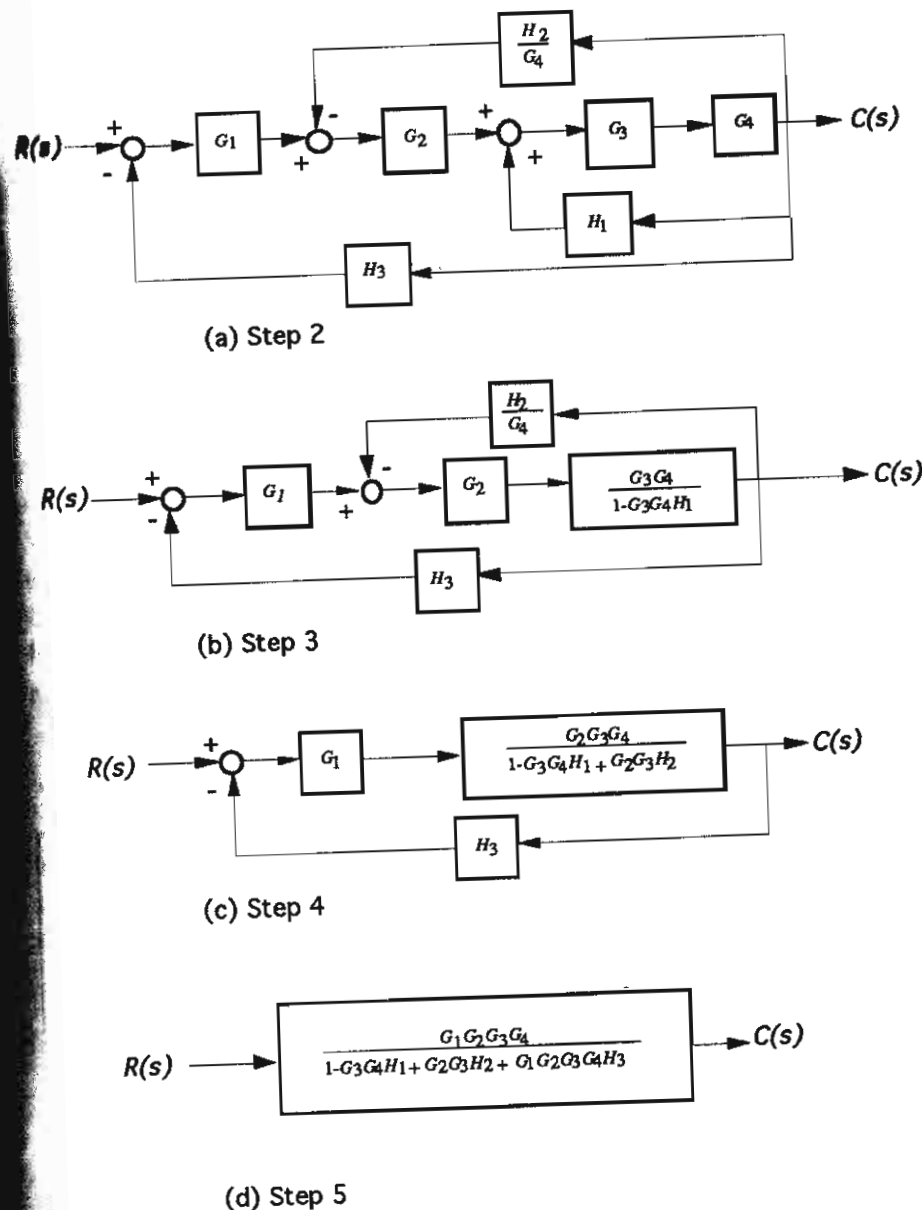 H2
G4
R(s) + - G1 - + G2 + + G3 G4 C(s)
H1
H3
(a) Step 2
H2
G4
R(s) + - G1 - + G2 G3G4 C(s)
1-G3G4H1
H3
(b) Step 3
R(s) + - G1 G2G3G4 C(s)
1-G3G4H1 + G2G3H2
H3
(c) Step 4
R(s) G1G2G3G4 C(s)
1-G3G4H1 + G2G3H2 + G1G2G3G4H3
(d) Step 5